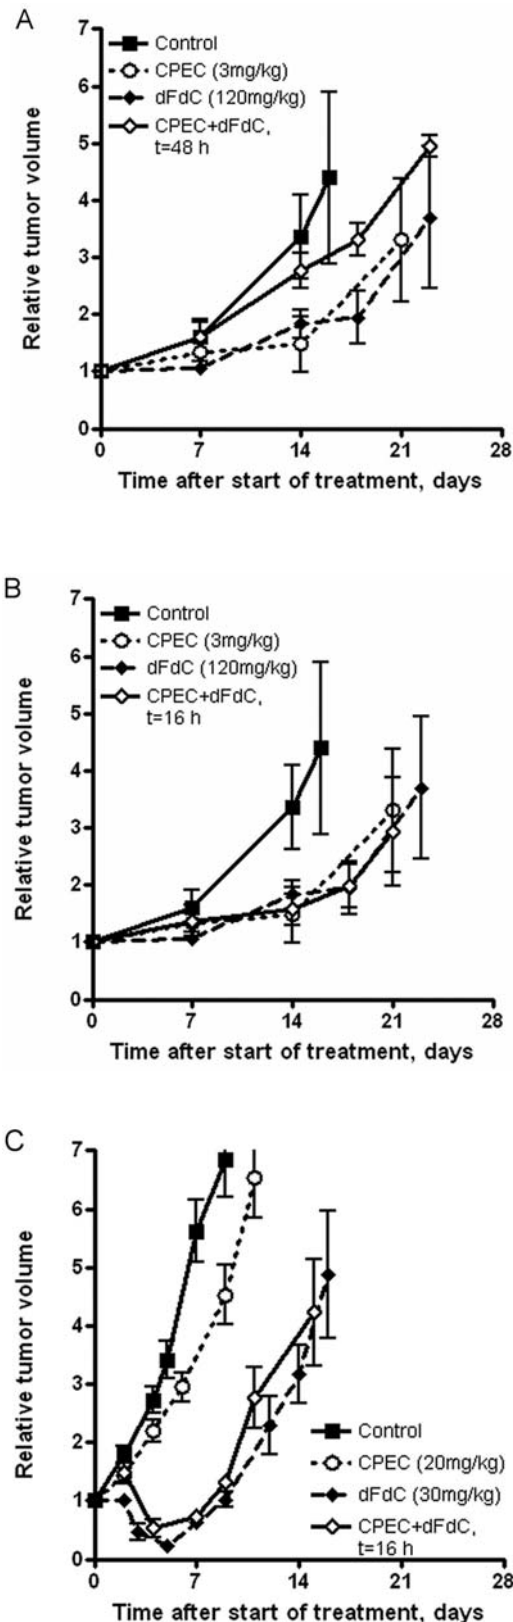 A
7
Control
6
CPEC (3mg/kg)
dFdC (120mg/kg)
5
CPEC+dFdC,
t=48 h
4
3
2
1
0
0 7 14 21 28
Relative tumor volume
Time after start of treatment, days
B
7
Control
6
CPEC (3mg/kg)
dFdC (120mg/kg)
5
CPEC+dFdC,
t=16 h
4
3
2
1
0
0 7 14 21 28
Relative tumor volume
Time after start of treatment, days
C
7
6
5
4
3
2
1
0
Control
CPEC (20mg/kg)
dFdC (30mg/kg)
CPEC+dFdC,
t=16 h
0 7 14 21 28
Relative tumor volume
Time after start of treatment, days